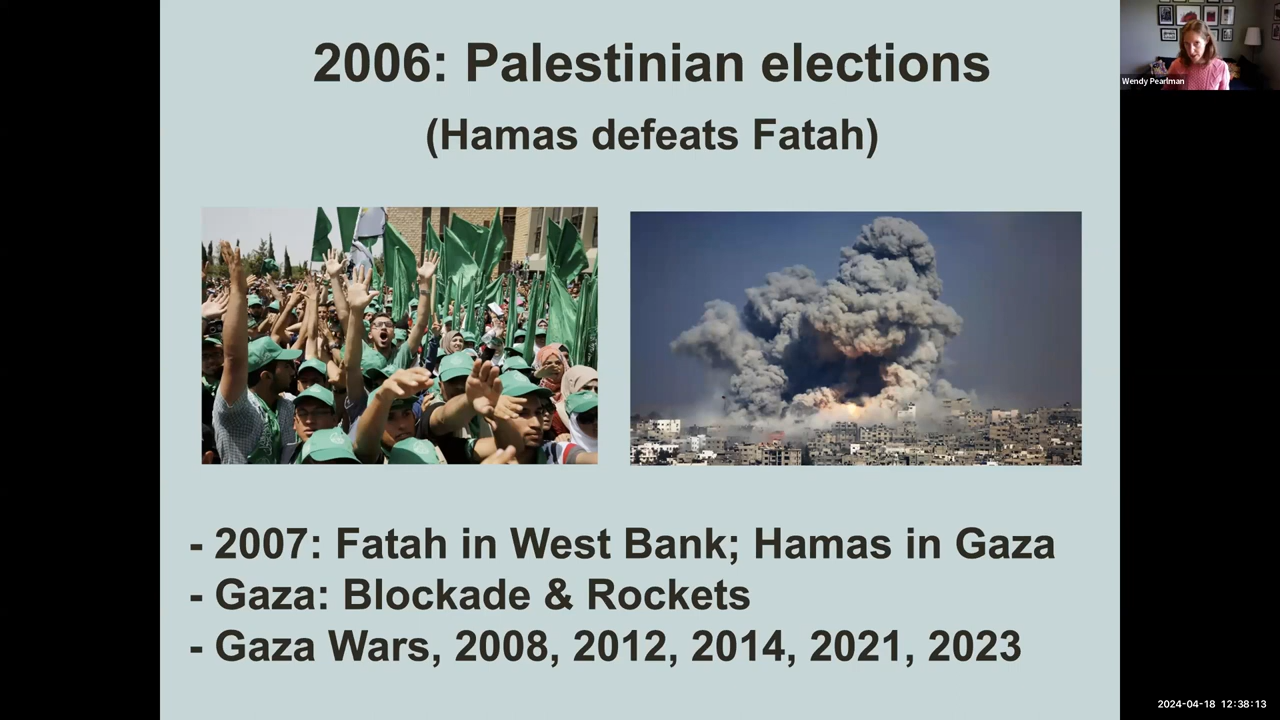 2006: Palestinian elections
(Hamas defeats Fatah)
Wendy Pearlman
- 2007: Fatah in West Bank; Hamas in Gaza
- Gaza: Blockade & Rockets
- Gaza Wars, 2008, 2012, 2014, 2021, 2023
2024-04-18 12:38:13